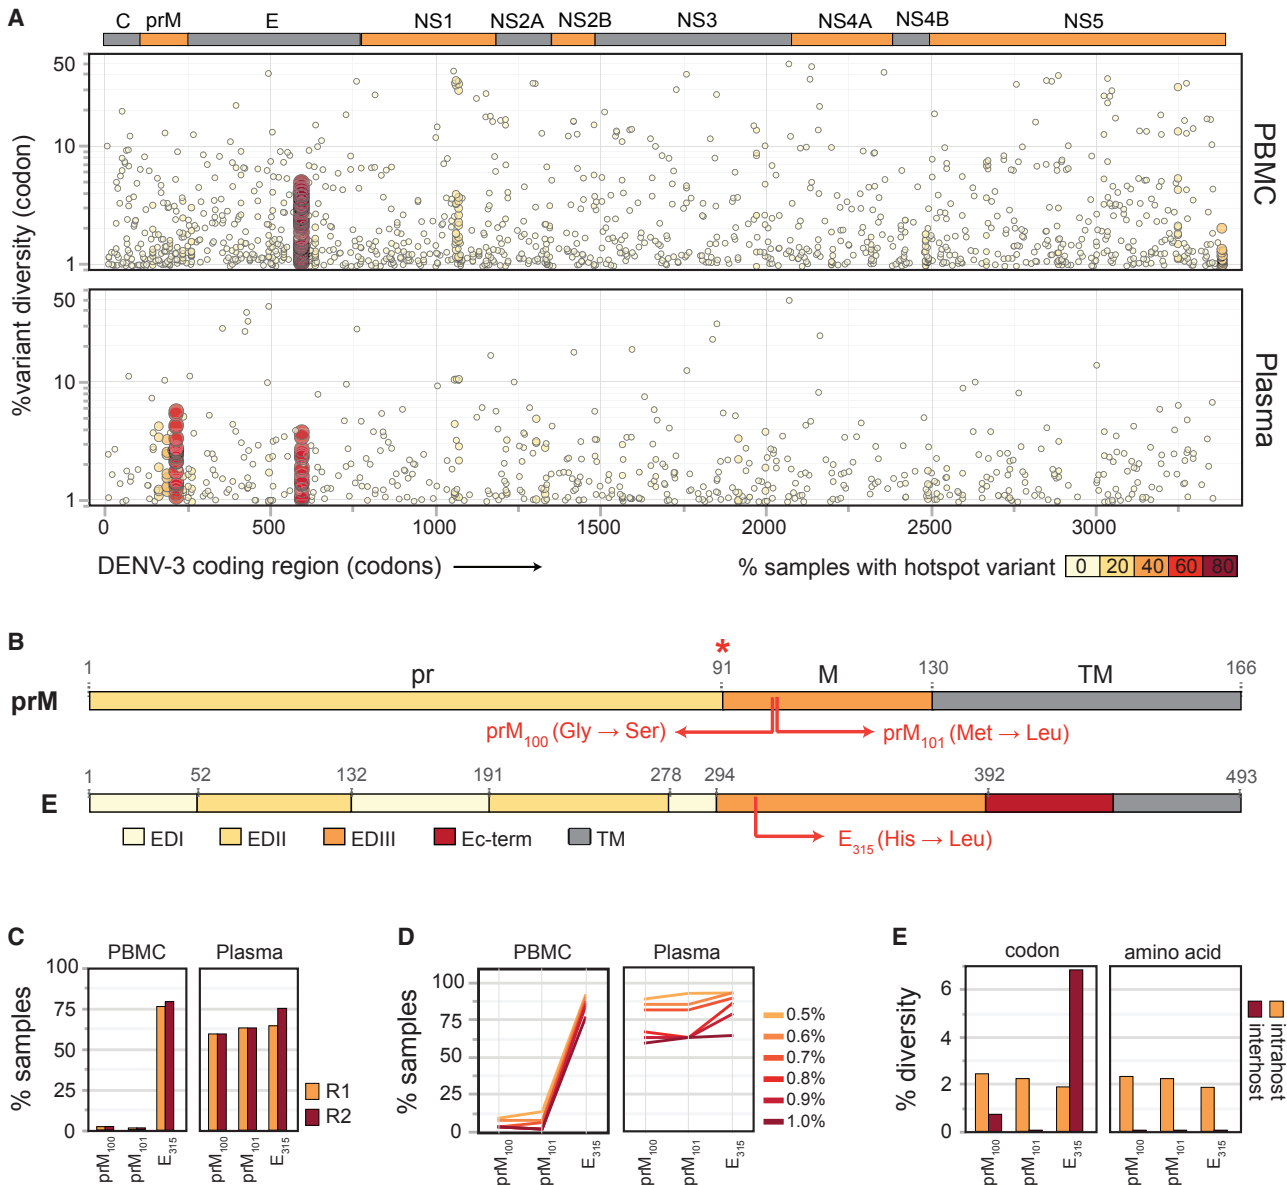 A
C prM E NS1 NS2A NS2B NS3 NS4A NS4B NS5
%variant diversity (codon)
50
10
1
PBMC
50
10
1
Plasma
0 500 1000 1500 2000 2500 3000
DENV-3 coding region (codons)
% samples with hotspot variant 0 20 40 60 80
B
*
1 pr 91 M 130 TM 166
prM
prM100 (Gly → Ser) prM101 (Met → Leu)
1 52 132 191 278 294 392 493
E
E315 (His → Leu)
EDI EDII EDIII Ec-term TM
C
PBMC Plasma
% samples
100
75
50
25
0
prM100 prM101 E315 prM100 prM101 E315
R1
R2
D
PBMC Plasma
% samples
100
75
50
25
0
prM100 prM101 E315 prM100 prM101 E315
0.5%
0.6%
0.7%
0.8%
0.9%
1.0%
E
codon amino acid
% diversity
6
4
2
0
prM100 prM101 E315 prM100 prM101 E315
interhost
intrahost